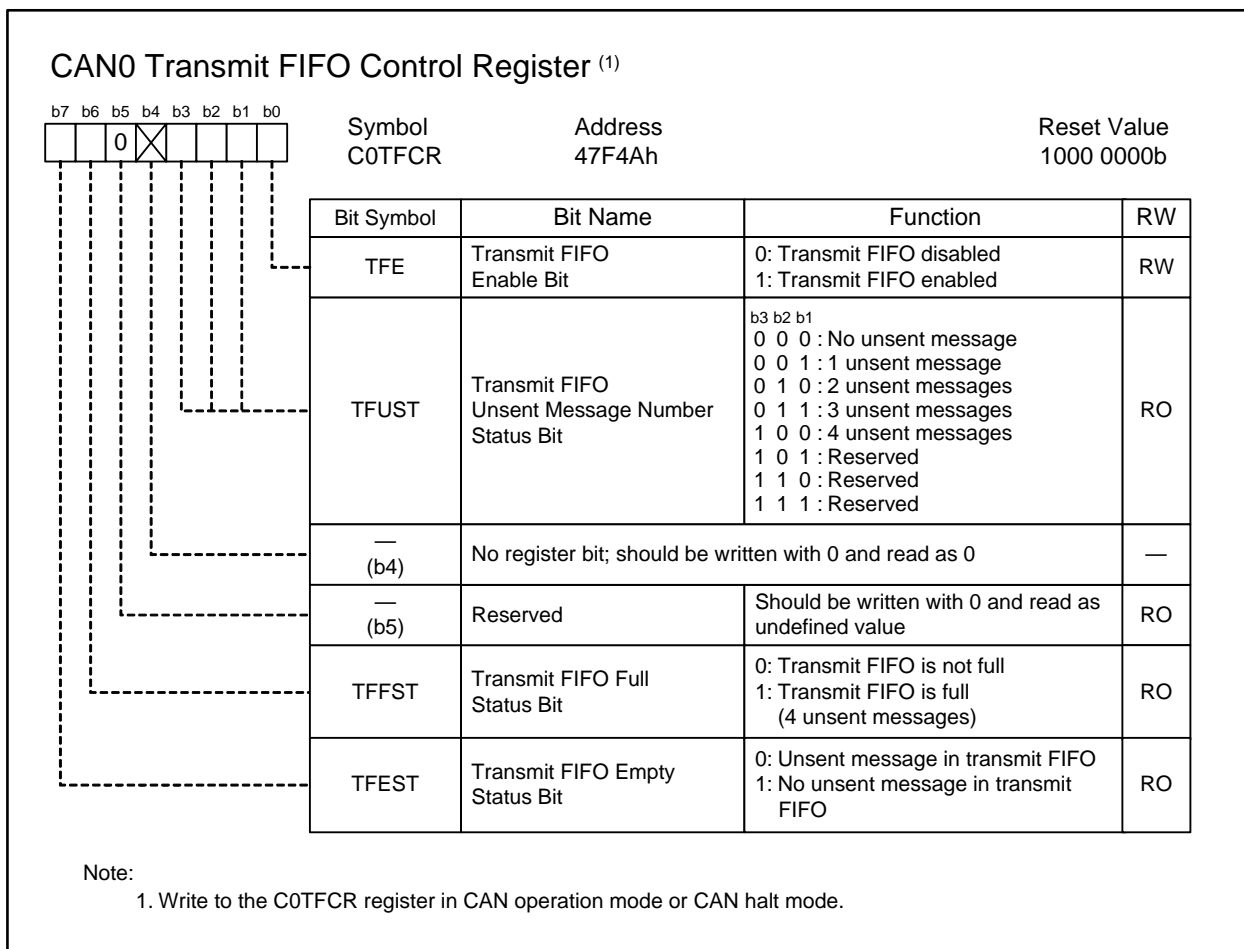 CAN0 Transmit FIFO Control Register (1)
b7 b6 b5 b4 b3 b2 b1 b0
0
Symbol Address Reset Value
C0TFCR 47F4Ah 1000 0000b
Bit Symbol Bit Name Function RW
TFE
Transmit FIFO
Enable Bit
0: Transmit FIFO disabled
1: Transmit FIFO enabled
RW
TFUST
Transmit FIFO
Unsent Message Number
Status Bit
b3 b2 b1
0 0 0 : No unsent message
0 0 1 : 1 unsent message
0 1 0 : 2 unsent messages
0 1 1 : 3 unsent messages
1 0 0 : 4 unsent messages
1 0 1 : Reserved
1 1 0 : Reserved
1 1 1 : Reserved
RO
—
(b4)
No register bit; should be written with 0 and read as 0
—
—
(b5)
Reserved
Should be written with 0 and read as
undefined value
RO
TFFST
Transmit FIFO Full
Status Bit
0: Transmit FIFO is not full
1: Transmit FIFO is full
(4 unsent messages)
RO
TFEST
Transmit FIFO Empty
Status Bit
0: Unsent message in transmit FIFO
1: No unsent message in transmit
FIFO
RO
Note:
1. Write to the C0TFCR register in CAN operation mode or CAN halt mode.